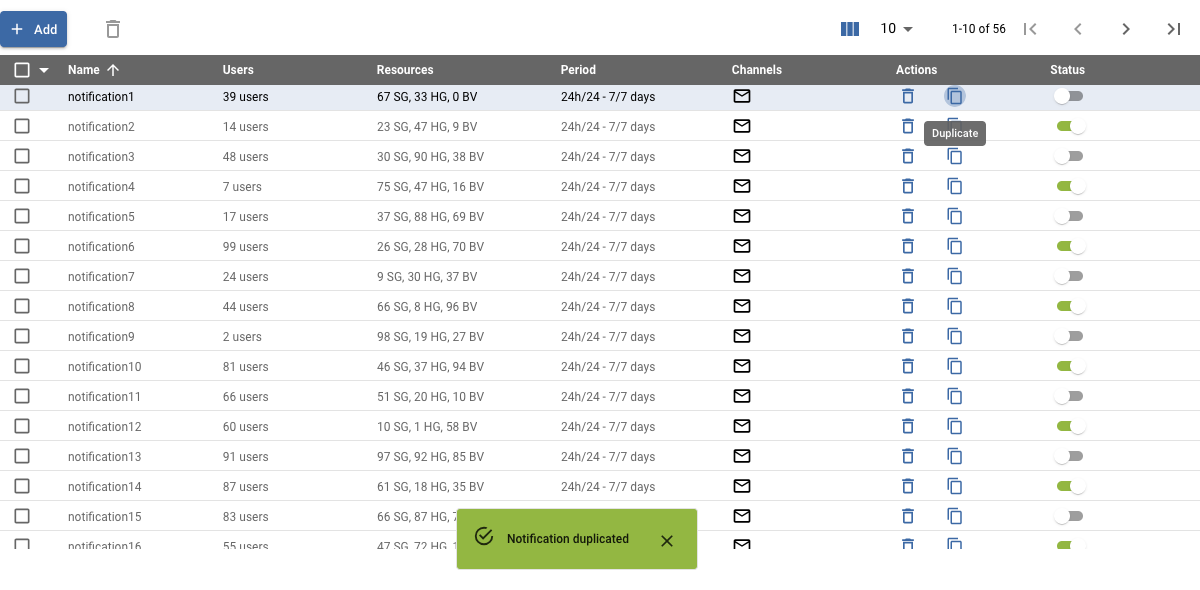 Add 10 1-10 of 56
Name Users Resources Period Channels Actions Status
notification1 39 users 67 SG, 33 HG, 0 BV 24h/24 - 7/7 days
notification2 14 users 23 SG, 47 HG, 9 BV 24h/24 - 7/7 days
Duplicate
notification3 48 users 30 SG, 90 HG, 38 BV 24h/24 - 7/7 days
notification4 7 users 75 SG, 47 HG, 16 BV 24h/24 - 7/7 days
notification5 17 users 37 SG, 88 HG, 69 BV 24h/24 - 7/7 days
notification6 99 users 26 SG, 28 HG, 70 BV 24h/24 - 7/7 days
notification7 24 users 9 SG, 30 HG, 37 BV 24h/24 - 7/7 days
notification8 44 users 66 SG, 8 HG, 96 BV 24h/24 - 7/7 days
notification9 2 users 98 SG, 19 HG, 27 BV 24h/24 - 7/7 days
notification10 81 users 46 SG, 37 HG, 94 BV 24h/24 - 7/7 days
notification11 66 users 51 SG, 20 HG, 10 BV 24h/24 - 7/7 days
notification12 60 users 10 SG, 1 HG, 58 BV 24h/24 - 7/7 days
notification13 91 users 97 SG, 92 HG, 85 BV 24h/24 - 7/7 days
notification14 87 users 61 SG, 18 HG, 35 BV 24h/24 - 7/7 days
notification15 83 users 66 SG, 87 HG,
notification16 55 users 47 SG, 72 HG,
Notification duplicated